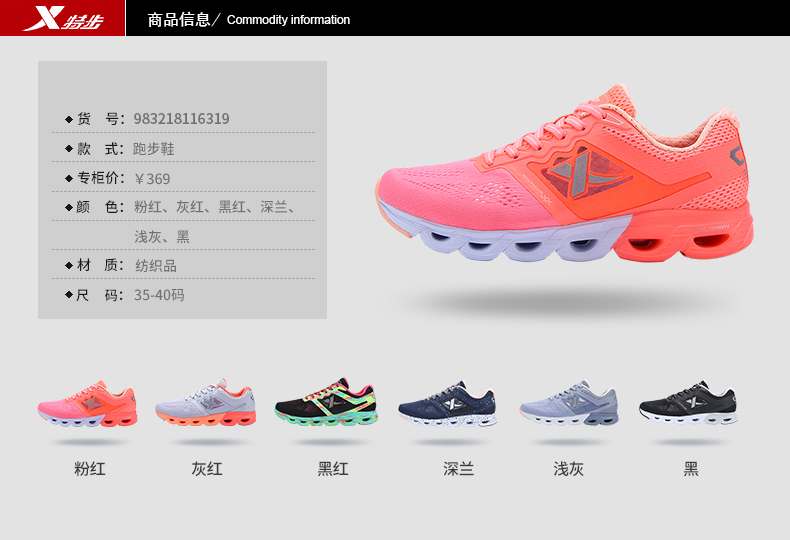 特步
商品信息/ Commodity information
◆货 号：983218116319
◆款 式：跑步鞋
◆专柜价：￥369
◆颜 色：粉红、灰红、黑红、深兰、
浅灰、黑
◆材 质：纺织品
◆尺 码：35-40码
粉红 灰红 黑红 深兰 浅灰 黑